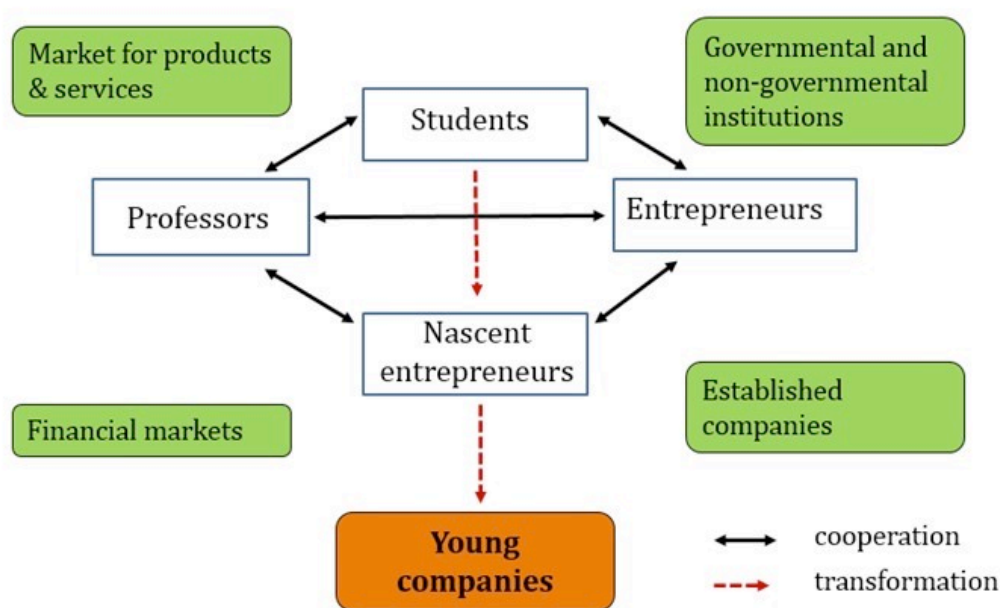 Market for products
& services
Governmental and
non-governmental
institutions
Students
Professors
Entrepreneurs
Nascent
entrepreneurs
Financial markets
Established
companies
Young
companies
cooperation
transformation